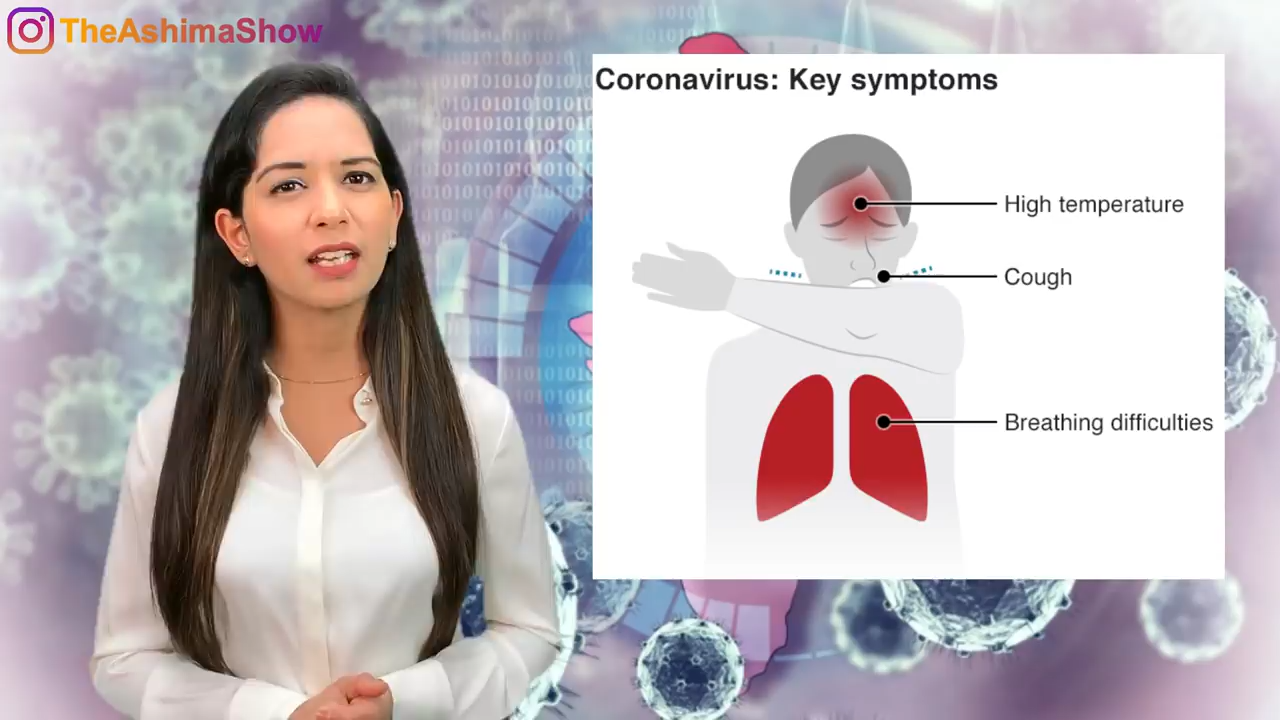 TheAshimaShow
Coronavirus: Key symptoms
High temperature
Cough
Breathing difficulties